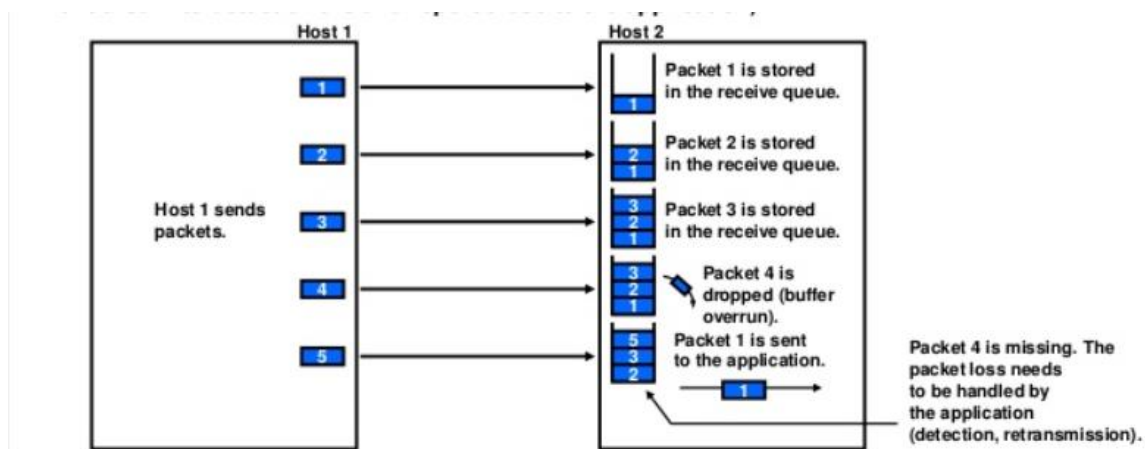 Host 1
Host 2
1
Packet 1 is stored
in the receive queue.
1
2
Packet 2 is stored
in the receive queue.
2
1
Host 1 sends
packets.
3
Packet 3 is stored
in the receive queue.
3
2
1
4
Packet 4 is
dropped (buffer
overrun).
3
2
1
5
Packet 1 is sent
to the application.
5
3
2
1
Packet 4 is missing. The
packet loss needs
to be handled by
the application
(detection, retransmission).